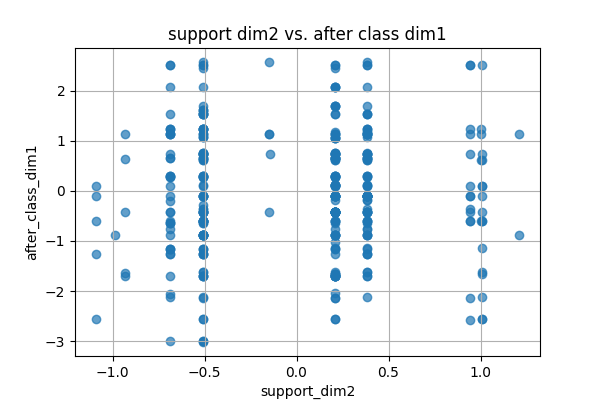 support dim2 vs. after class dim1
after_class_dim1
2
1
0
−1
−2
−3
−1.0 −0.5 0.0 0.5 1.0
support_dim2